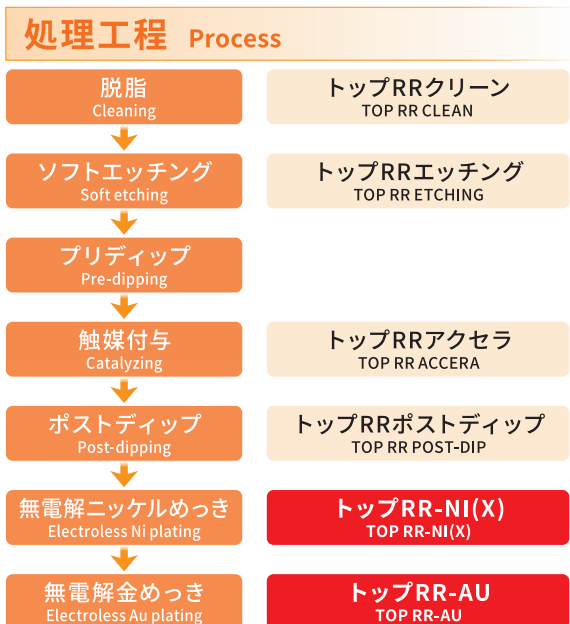 処理工程 Process
脱脂
Cleaning
トップRRクリーン
TOP RR CLEAN
ソフトエッチング
Soft etching
トップRRエッチング
TOP RR ETCHING
プリディップ
Pre-dipping
触媒付与
Catalyzing
トップRRアクセラ
TOP RR ACCERA
ポストディップ
Post-dipping
トップRRポストディップ
TOP RR POST-DIP
無電解ニッケルめっき
Electroless Ni plating
トップRR-NI(X)
TOP RR-NI(X)
無電解金めっき
Electroless Au plating
トップRR-AU
TOP RR-AU